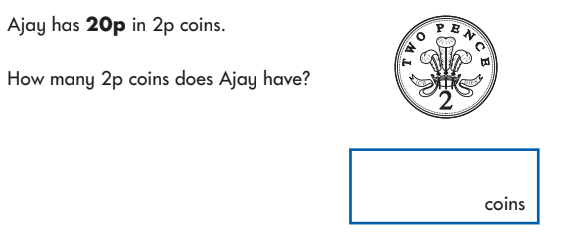 Ajay has 20p in 2p coins.
How many 2p coins does Ajay have?
TWO PENCE
2
coins